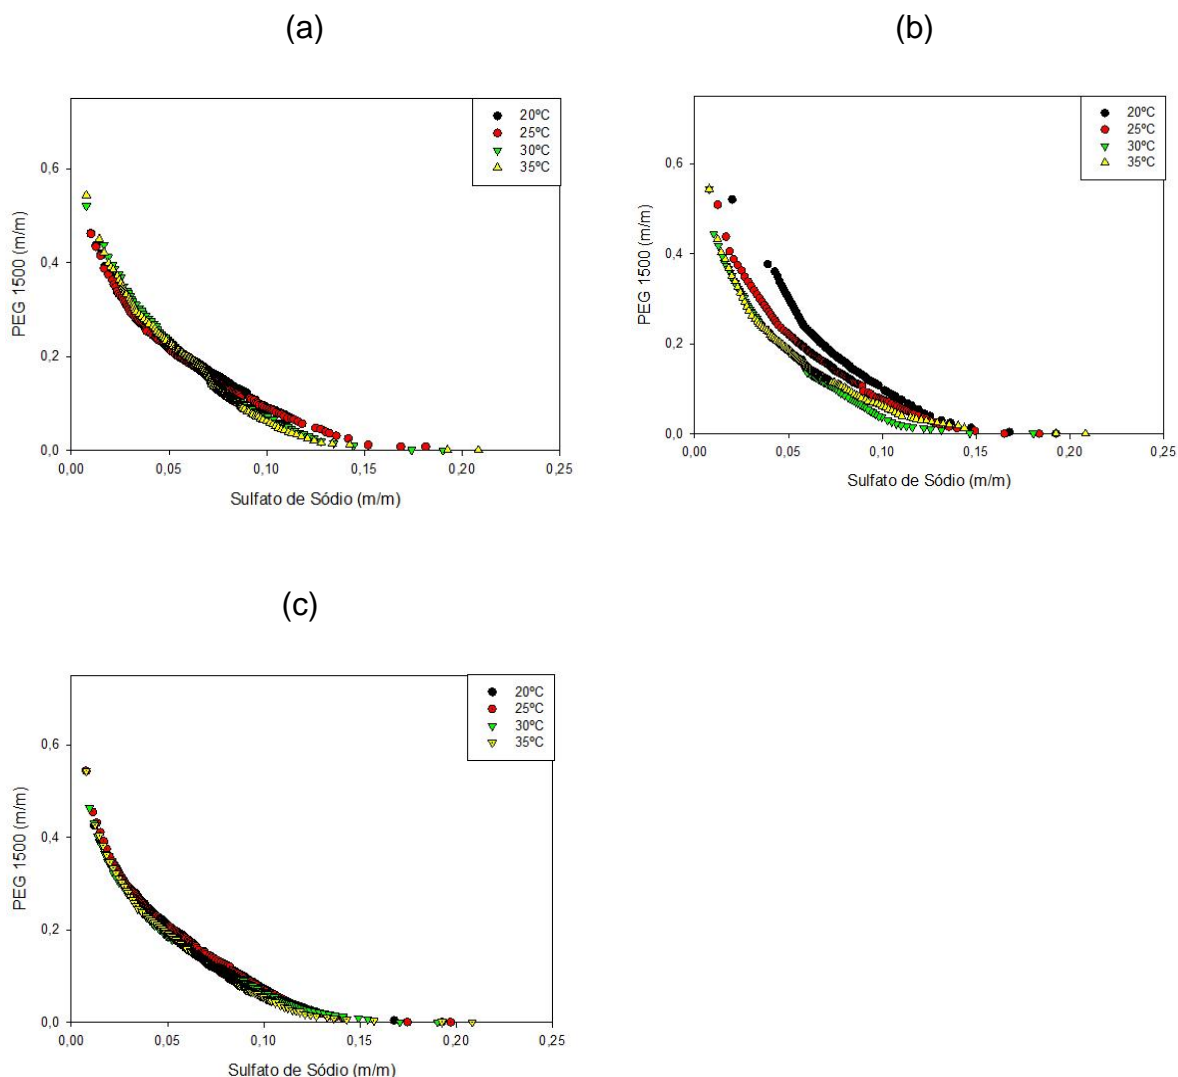 (a)
20ºC
25ºC
30ºC
35ºC
PEG 1500 (m/m)
0,6
0,4
0,2
0,0
0,00 0,05 0,10 0,15 0,20 0,25
Sulfato de Sódio (m/m)
(b)
20ºC
25ºC
30ºC
35ºC
PEG 1500 (m/m)
0,6
0,4
0,2
0,0
0,00 0,05 0,10 0,15 0,20 0,25
Sulfato de Sódio (m/m)
(c)
20ºC
25ºC
30ºC
35ºC
PEG 1500 (m/m)
0,6
0,4
0,2
0,0
0,00 0,05 0,10 0,15 0,20 0,25
Sulfato de Sódio (m/m)